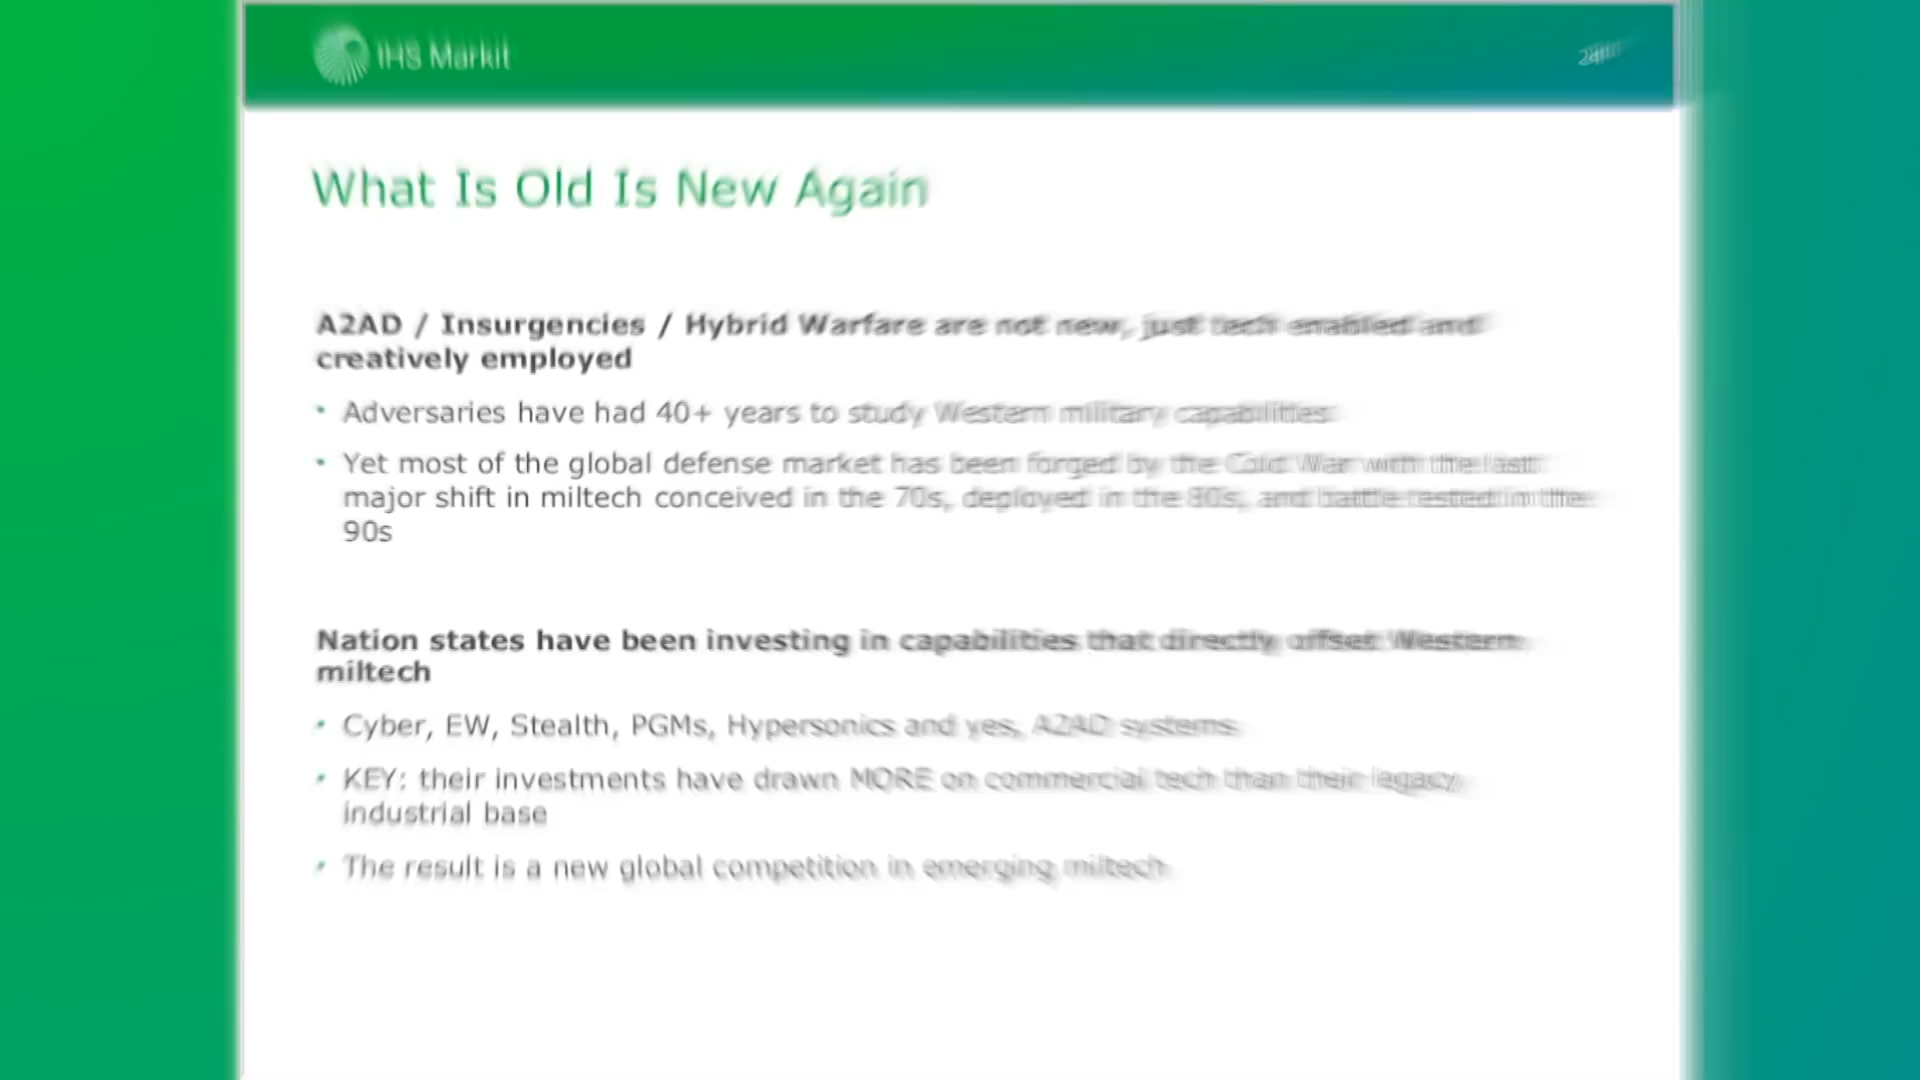 IHS Markit
What Is Old Is New Again
A2AD / Insurgencies / Hybrid Warfare are not new, just tech enabled and
creatively employed
• Adversaries have had 40+ years to study Western military capabilities
• Yet most of the global defense market has been forged by the Cold War with the last
major shift in miltech conceived in the 70s, deployed in the 80s, and battle tested in the
90s
Nation states have been investing in capabilities that directly offset Western
miltech
• Cyber, EW, Stealth, PGMs, Hypersonics and yes, A2AD systems
• KEY: their investments have drawn MORE on commercial tech than their legacy
industrial base
• The result is a new global competition in emerging miltech